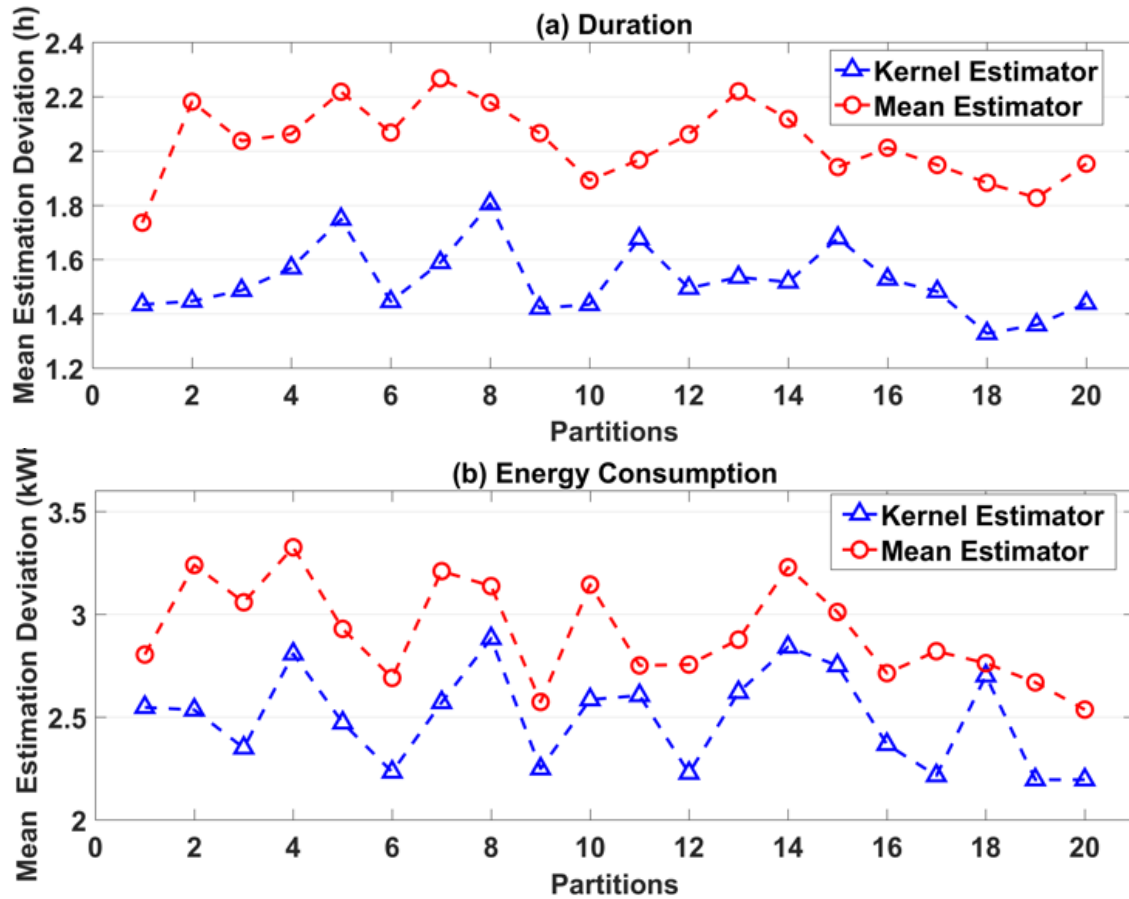 (a) Duration
Mean Estimation Deviation (h)
2.4
2.2
2
1.8
1.6
1.4
1.2
Kernel Estimator
Mean Estimator
0 2 4 6 8 10 12 14 16 18 20
Partitions
(b) Energy Consumption
Mean Estimation Deviation (kWh
3.5
3
2.5
2
Kernel Estimator
Mean Estimator
0 2 4 6 8 10 12 14 16 18 20
Partitions